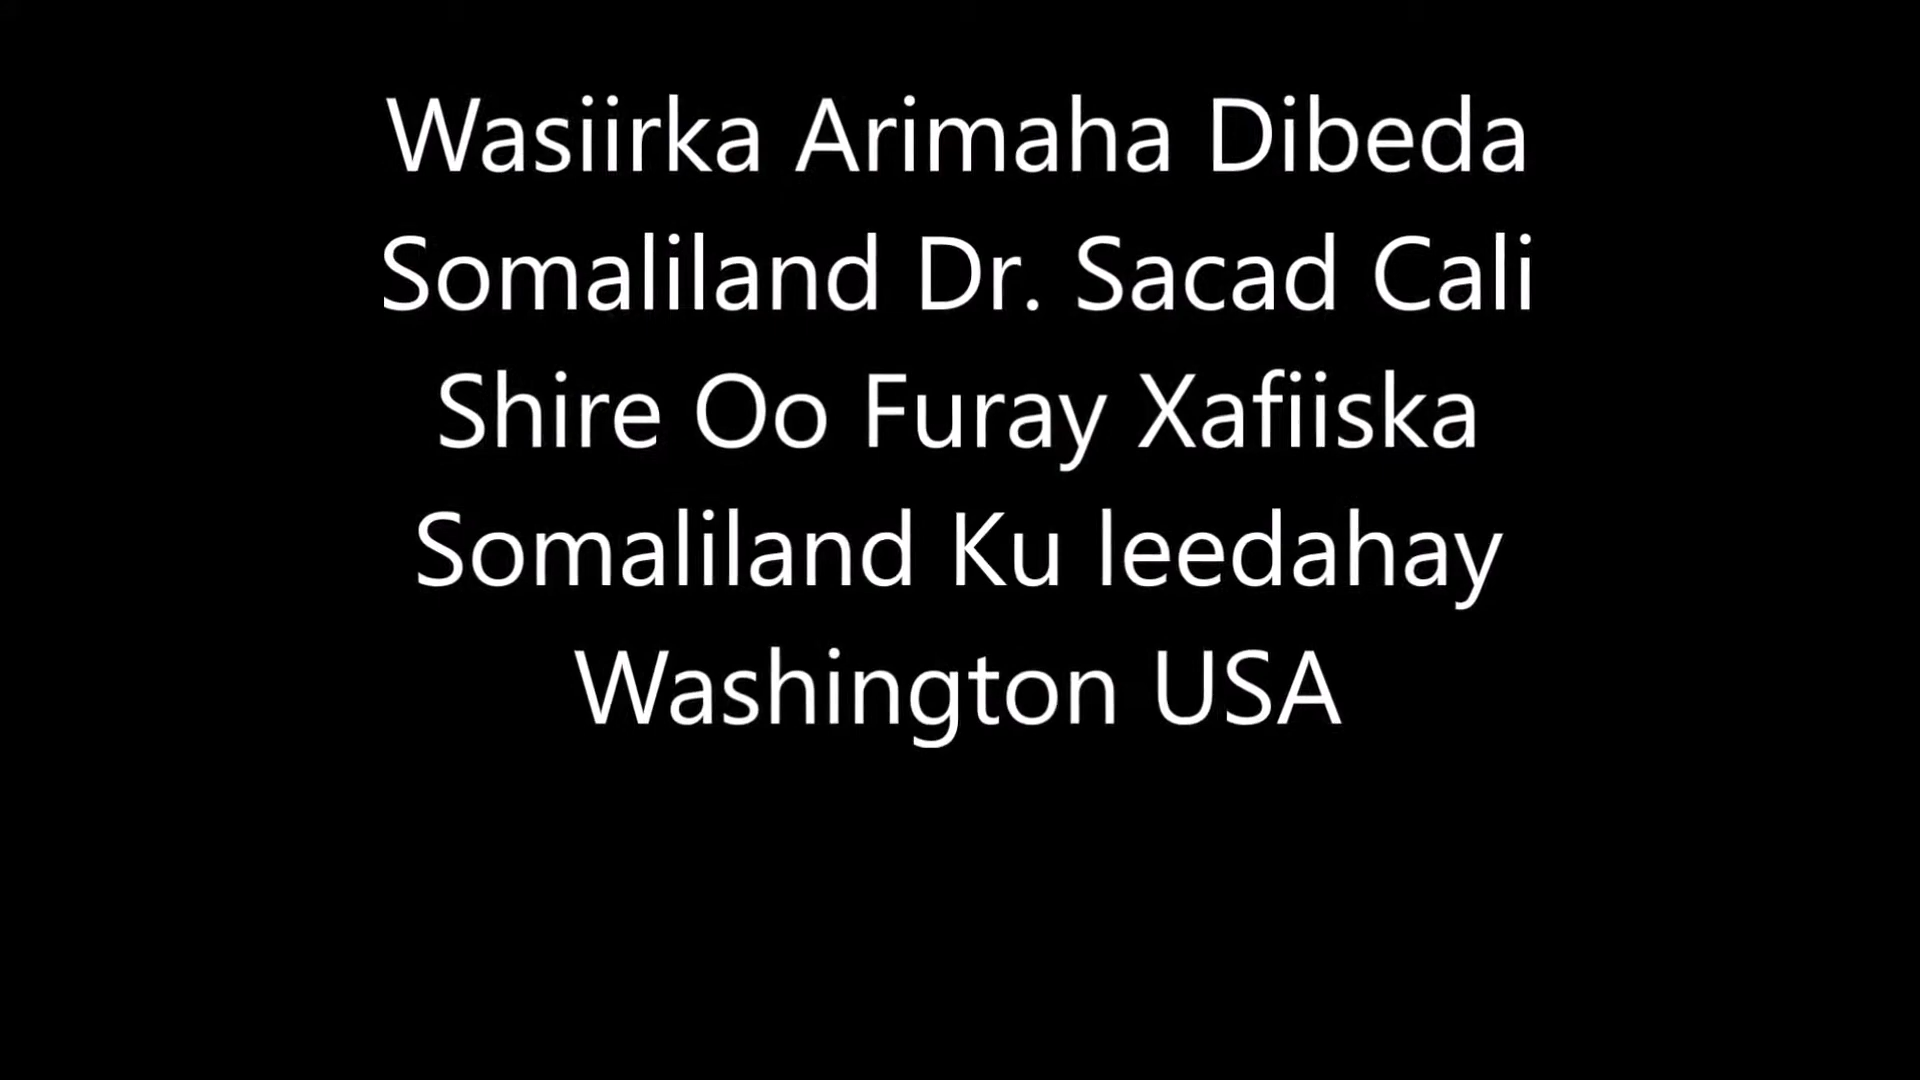 Wasiirka Arimaha Dibeda
Somaliland Dr. Sacad Cali
Shire Oo Furay Xafiiska
Somaliland Ku leedahay
Washington USA